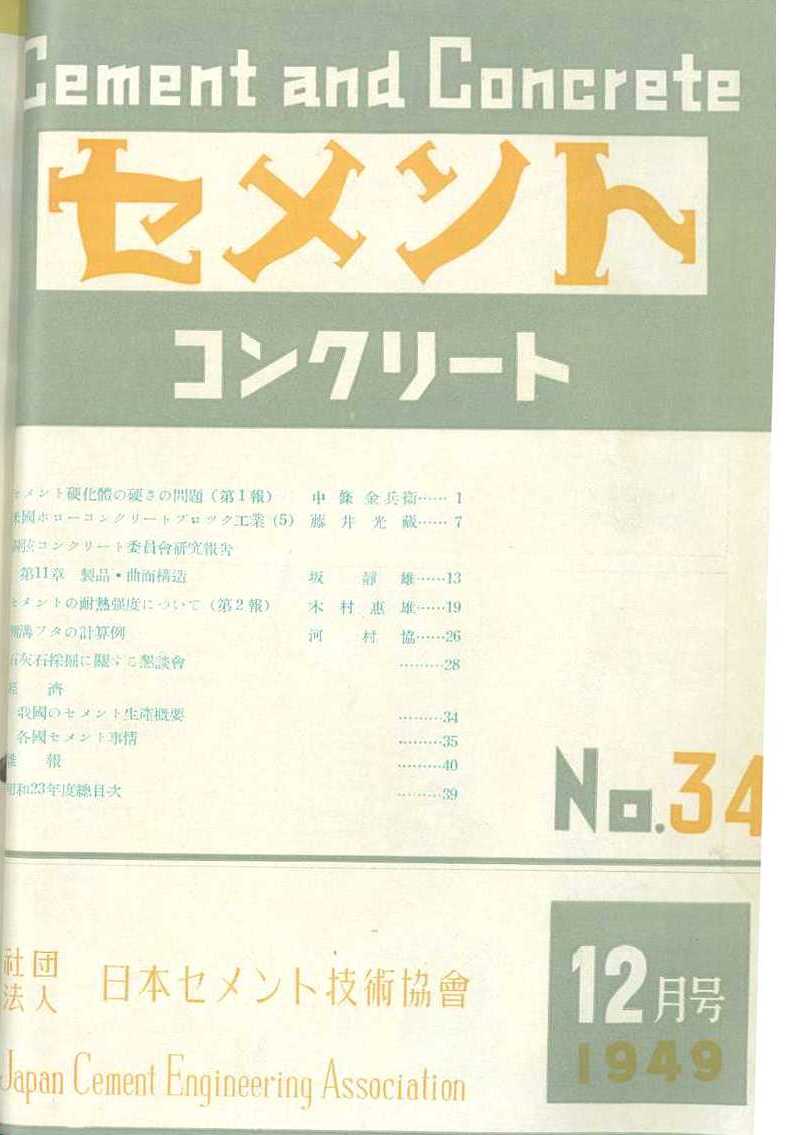 Cement and Concrete
セメント
コンクリート
セメント硬化體の硬さの問題（第1報） 中條金兵衛……1
米國ホローコンクリートブロツク工業 (5) 藤井光藏……7
鋼弦コンクリート委員會研究報告
第11章 製品・曲面構造 坂靜雄……13
セメントの耐熱强度について（第2報） 木村惠雄……19
側溝フタの計算例 河村協……26
石灰石採掘に關する懇談會 ………28
經濟
我國のセメント生產槪要 ………34
各國セメント事情 ………35
雜報 ………40
昭和23年度總目次 ………39
No.34
社団法人 日本セメント技術協會
Japan Cement Engineering Association
12月号
1949